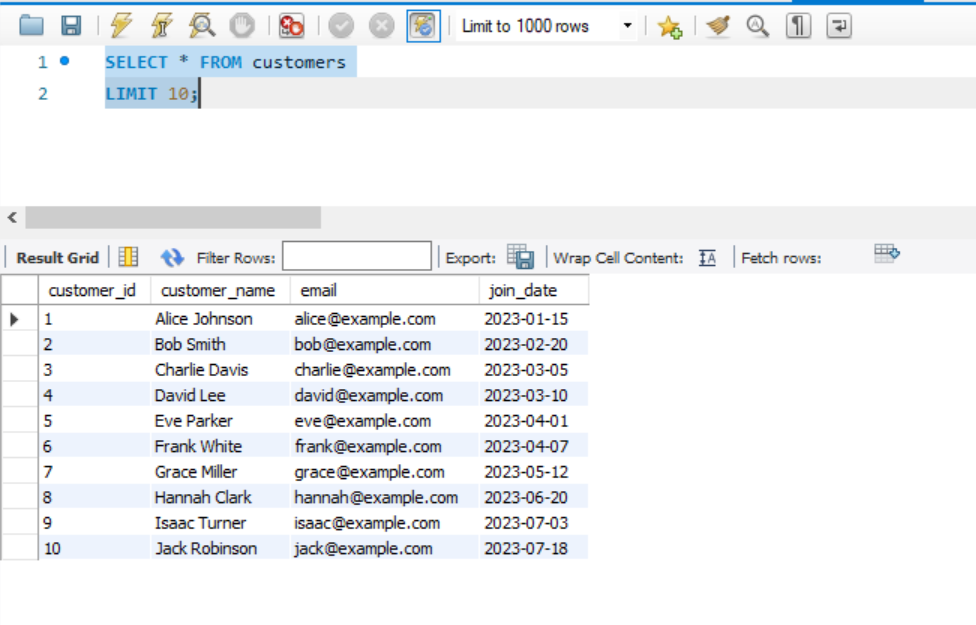 Limit to 1000 rows
1 SELECT * FROM customers
2 LIMIT 10;
Result Grid Filter Rows: Export: Wrap Cell Content: IA Fetch rows:
customer_id customer_name email join_date
1 Alice Johnson alice@example.com 2023-01-15
2 Bob Smith bob@example.com 2023-02-20
3 Charlie Davis charlie@example.com 2023-03-05
4 David Lee david@example.com 2023-03-10
5 Eve Parker eve@example.com 2023-04-01
6 Frank White frank@example.com 2023-04-07
7 Grace Miller grace@example.com 2023-05-12
8 Hannah Clark hannah@example.com 2023-06-20
9 Isaac Turner isaac@example.com 2023-07-03
10 Jack Robinson jack@example.com 2023-07-18